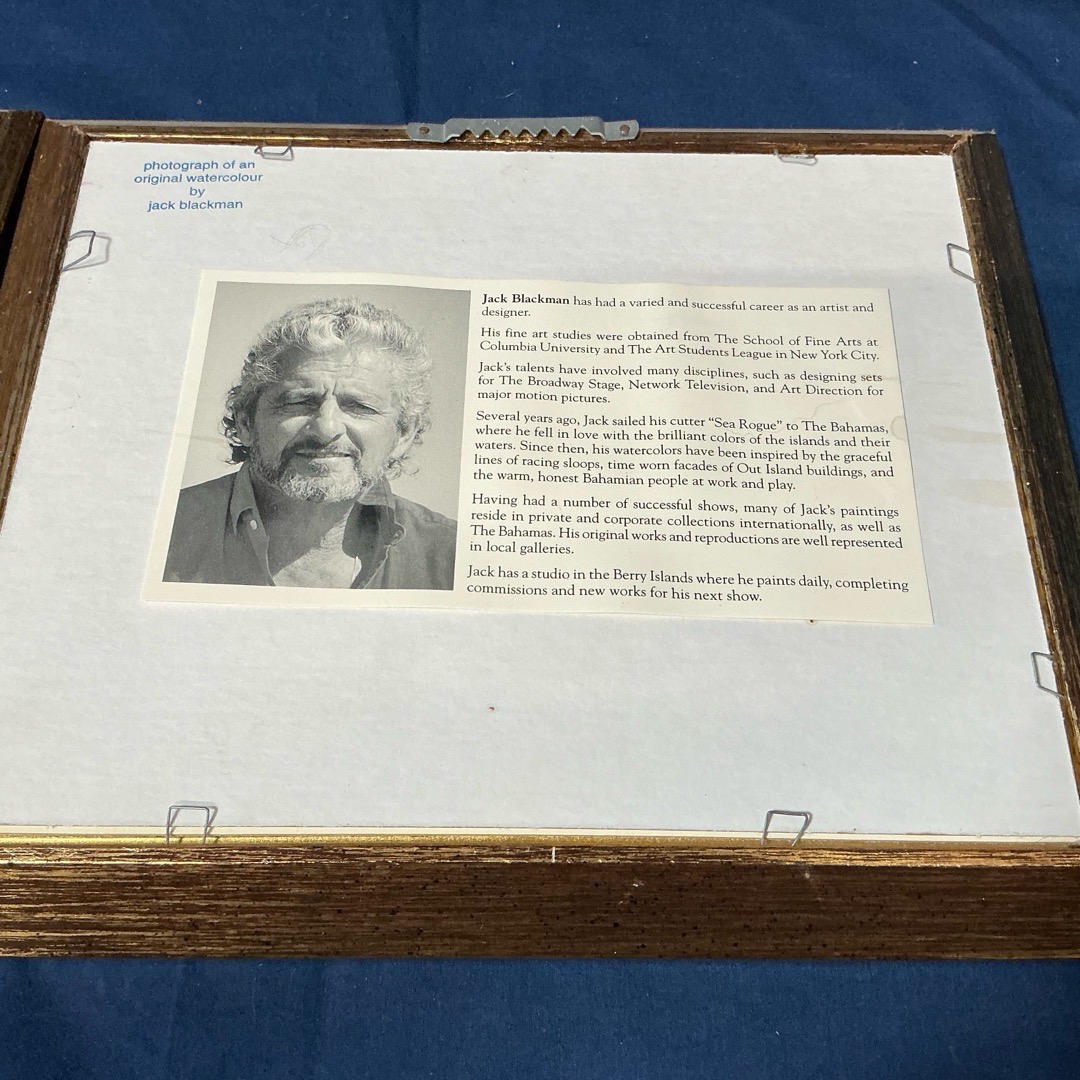 photograph of an
original watercolour
by
jack blackman
Jack Blackman has had a varied and successful career as an artist and
designer.
His fine art studies were obtained from The School of Fine Arts at
Columbia University and The Art Students League in New York City.
Jack's talents have involved many disciplines, such as designing sets
for The Broadway Stage, Network Television, and Art Direction for
major motion pictures.
Several years ago, Jack sailed his cutter “Sea Rogue” to The Bahamas,
where he fell in love with the brilliant colors of the islands and their
waters. Since then, his watercolors have been inspired by the graceful
lines of racing sloops, time worn facades of Out Island buildings, and
the warm, honest Bahamian people at work and play.
Having had a number of successful shows, many of Jack's paintings
reside in private and corporate collections internationally, as well as
The Bahamas. His original works and reproductions are well represented
in local galleries.
Jack has a studio in the Berry Islands where he paints daily, completing
commissions and new works for his next show.